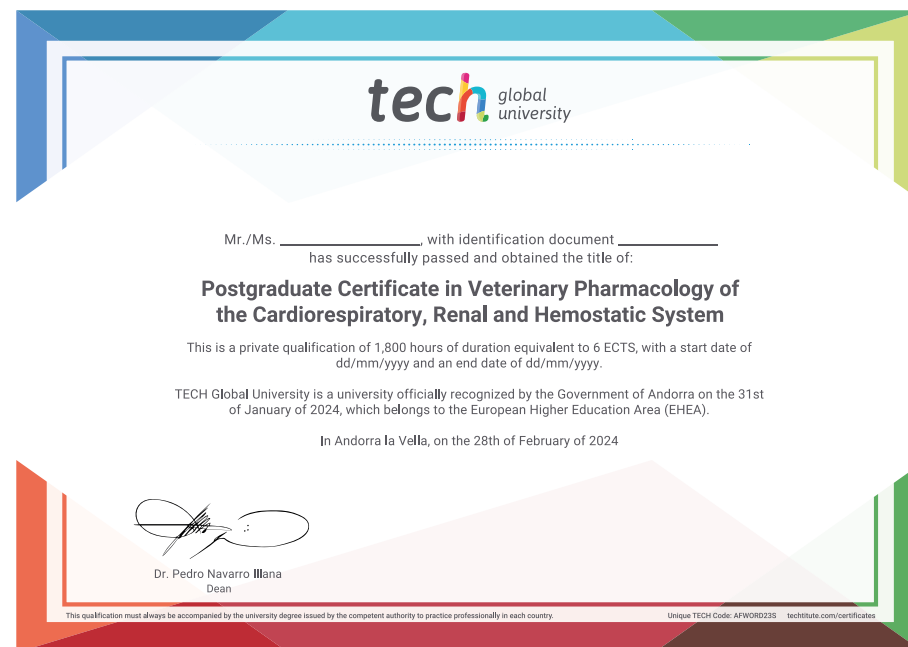 tech global university
Mr./Ms. ____________________, with identification document ______________
has successfully passed and obtained the title of:
Postgraduate Certificate in Veterinary Pharmacology of
the Cardiorespiratory, Renal and Hemostatic System
This is a private qualification of 1,800 hours of duration equivalent to 6 ECTS, with a start date of
dd/mm/yyyy and an end date of dd/mm/yyyy.
TECH Global University is a university officially recognized by the Government of Andorra on the 31st
of January of 2024, which belongs to the European Higher Education Area (EHEA).
In Andorra la Vella, on the 28th of February of 2024
Dr. Pedro Navarro Illana
Dean
This qualification must always be accompanied by the university degree issued by the competent authority to practice professionally in each country.
Unique TECH Code: AFWORD23S techtitute.com/certificates